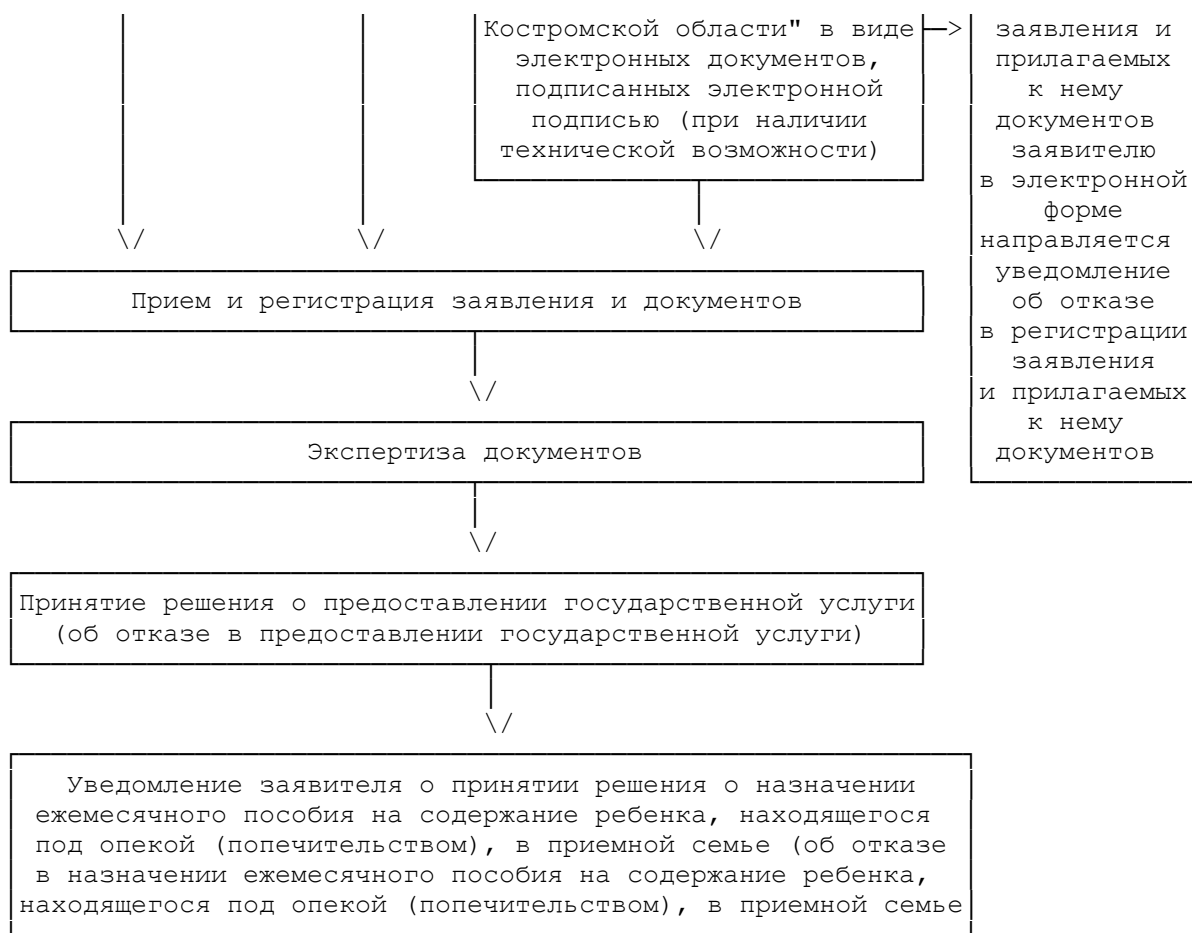 Костромской области" в виде
электронных документов,
подписанных электронной
подписью (при наличии
технической возможности)
заявления и
прилагаемых
к нему
документов
заявителю
в электронной
форме
направляется
уведомление
об отказе
в регистрации
заявления
и прилагаемых
к нему
документов
Прием и регистрация заявления и документов
Экспертиза документов
Принятие решения о предоставлении государственной услуги
(об отказе в предоставлении государственной услуги)
Уведомление заявителя о принятии решения о назначении
ежемесячного пособия на содержание ребенка, находящегося
под опекой (попечительством), в приемной семье (об отказе
в назначении ежемесячного пособия на содержание ребенка,
находящегося под опекой (попечительством), в приемной семье